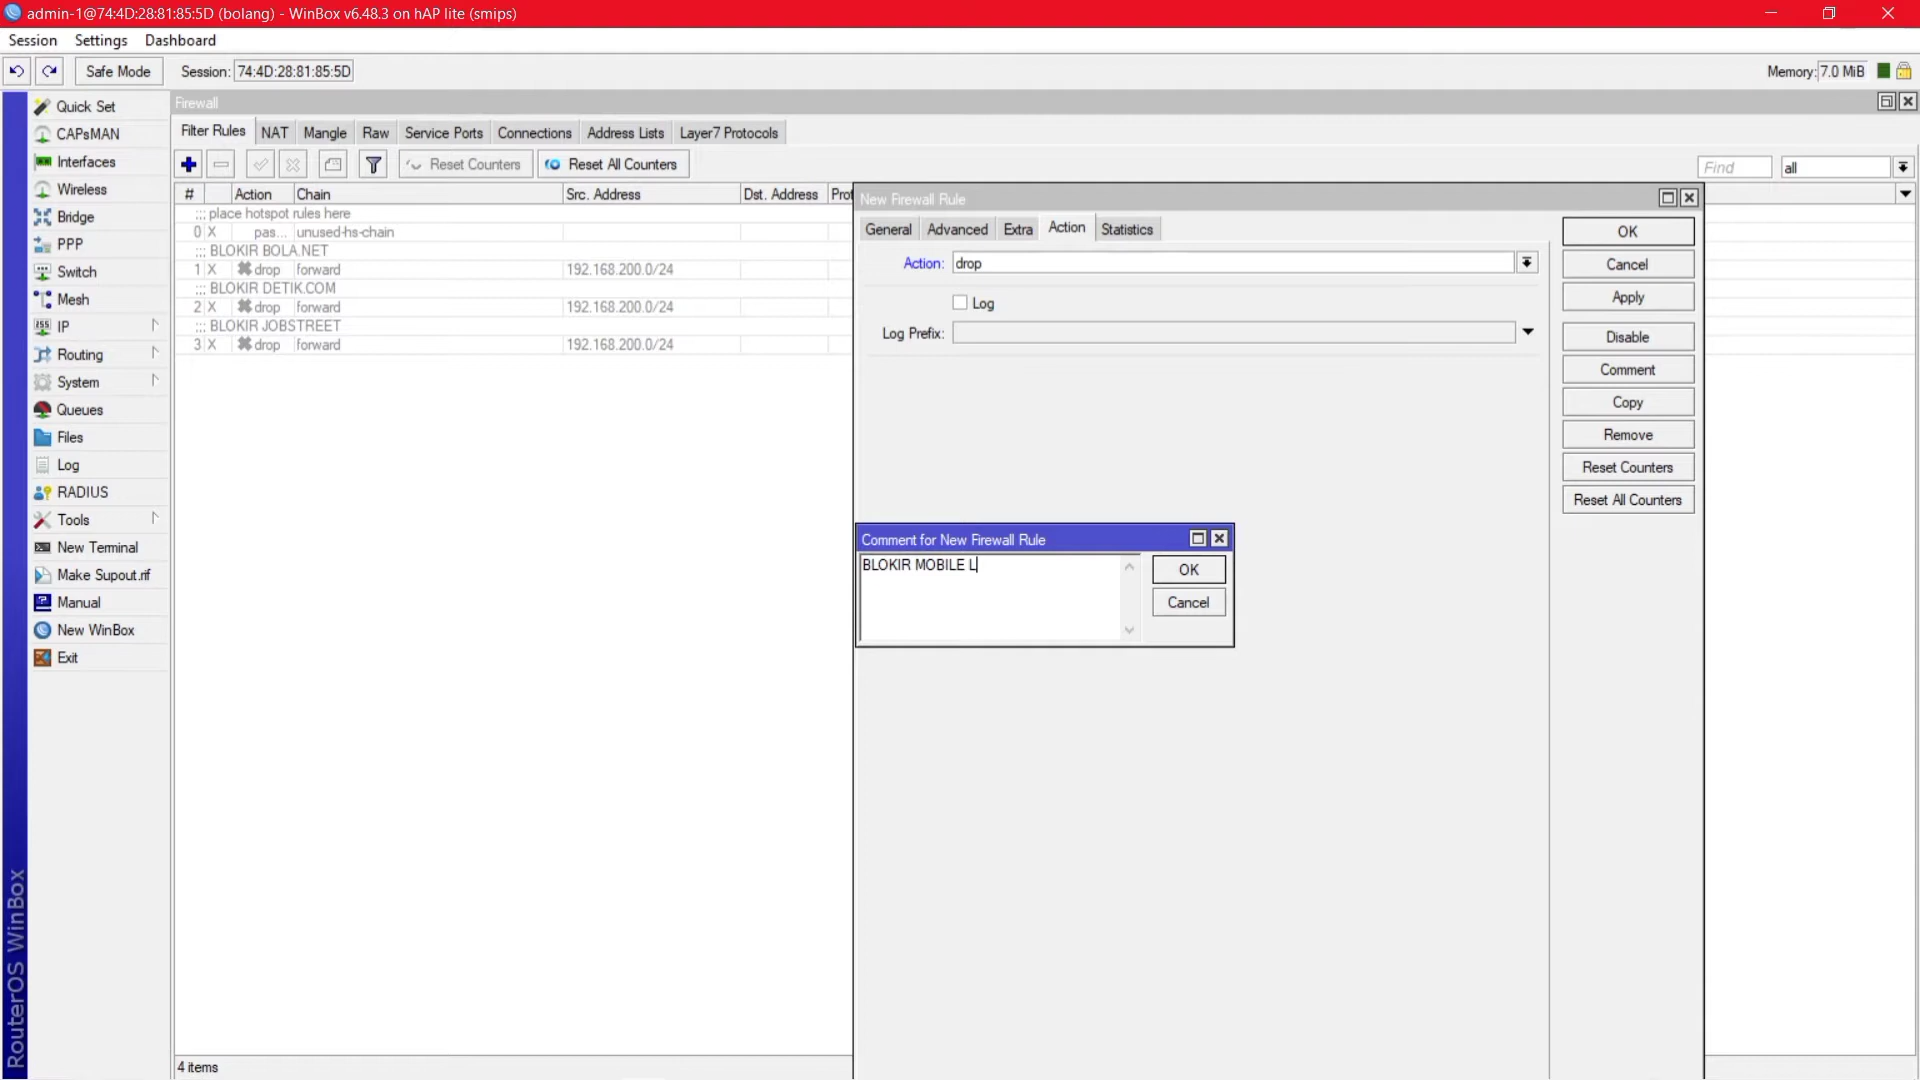 admin-1@74:4D:28:81:85:5D (bolang) - WinBox v6.48.3 on hAP lite (smips)
Session Settings Dashboard
Safe Mode Session: 74:4D:28:81:85:5D Memory: 7.0 MiB
Quick Set
CAPsMAN
Interfaces
Wireless
Bridge
PPP
Switch
Mesh
IP
Routing
System
Queues
Files
Log
RADIUS
Tools
New Terminal
Make Supout.rif
Manual
New WinBox
Exit
RouterOS WinBox
Firewall
Filter Rules NAT Mangle Raw Service Ports Connections Address Lists Layer7 Protocols
Reset Counters Reset All Counters Find all
# Action Chain Src. Address Dst. Address Prot
::: place hotspot rules here
0 X pas... unused-hs-chain
::: BLOKIR BOLA.NET
1 X drop forward 192.168.200.0/24
::: BLOKIR DETIK.COM
2 X drop forward 192.168.200.0/24
::: BLOKIR JOBSTREET
3 X drop forward 192.168.200.0/24
4 items
New Firewall Rule
General Advanced Extra Action Statistics
Action: drop
Log
Log Prefix:
OK
Cancel
Apply
Disable
Comment
Copy
Remove
Reset Counters
Reset All Counters
Comment for New Firewall Rule
BLOKIR MOBILE L
OK
Cancel